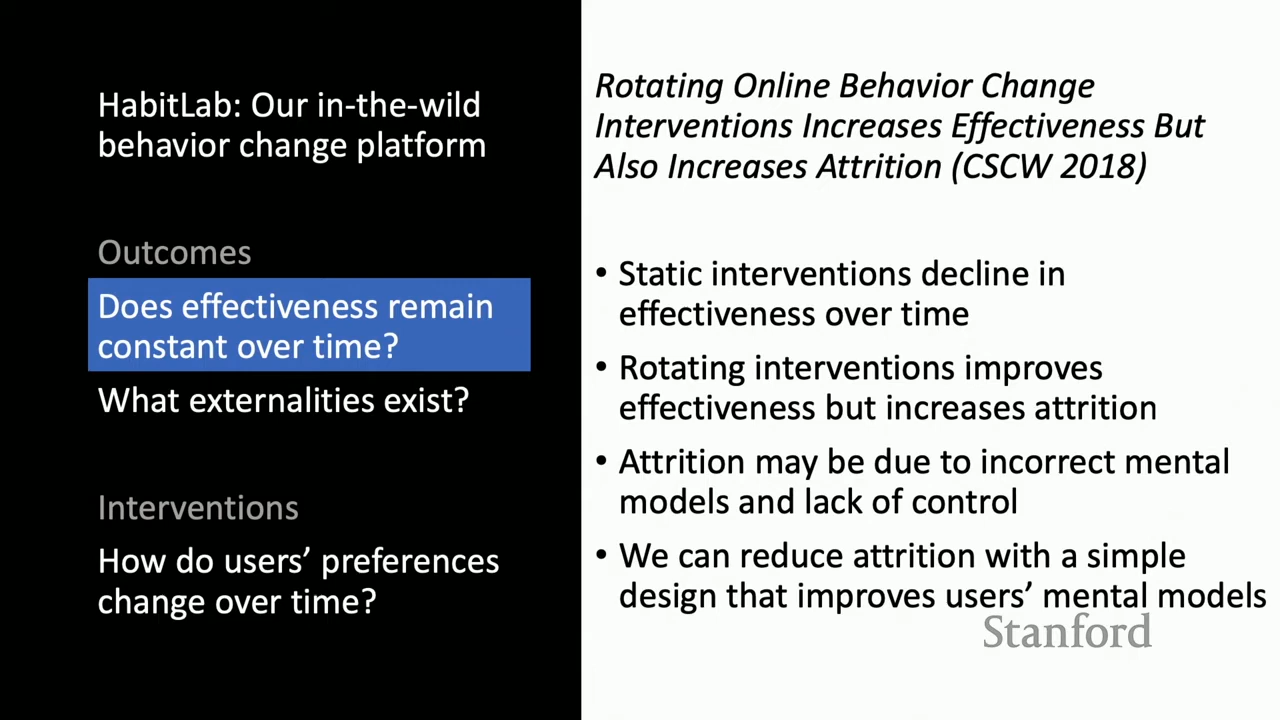 HabitLab: Our in-the-wild
behavior change platform
Outcomes
Does effectiveness remain
constant over time?
What externalities exist?
Interventions
How do users’ preferences
change over time?
Rotating Online Behavior Change
Interventions Increases Effectiveness But
Also Increases Attrition (CSCW 2018)
• Static interventions decline in
effectiveness over time
• Rotating interventions improves
effectiveness but increases attrition
• Attrition may be due to incorrect mental
models and lack of control
• We can reduce attrition with a simple
design that improves users’ mental models
Stanford